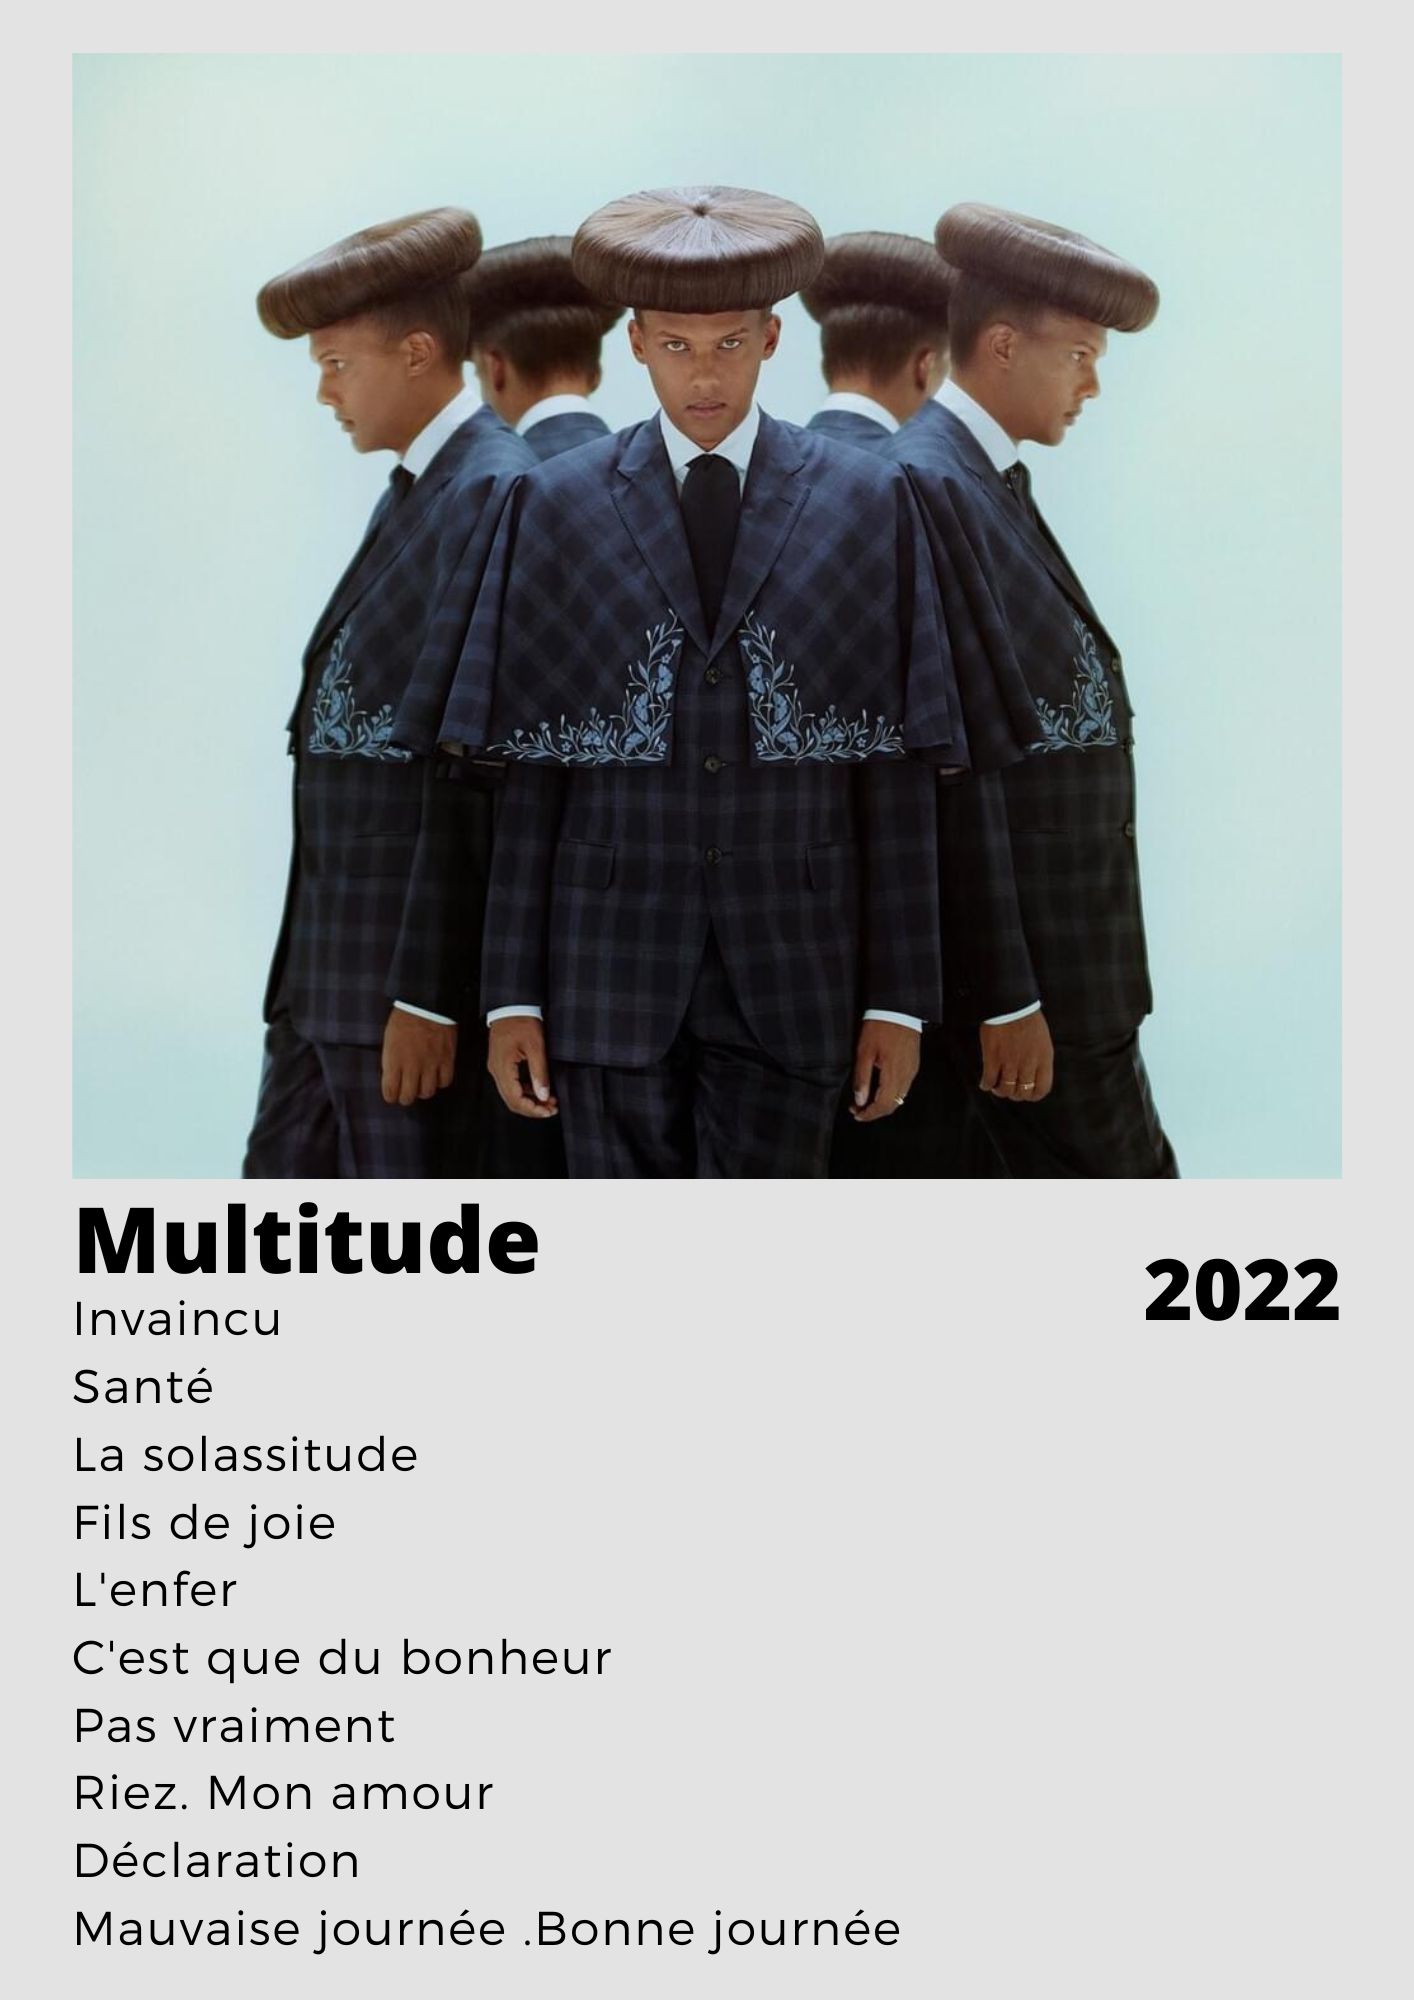 Multitude
2022
Invaincu
Santé
La solassitude
Fils de joie
L'enfer
C'est que du bonheur
Pas vraiment
Riez. Mon amour
Déclaration
Mauvaise journée .Bonne journée